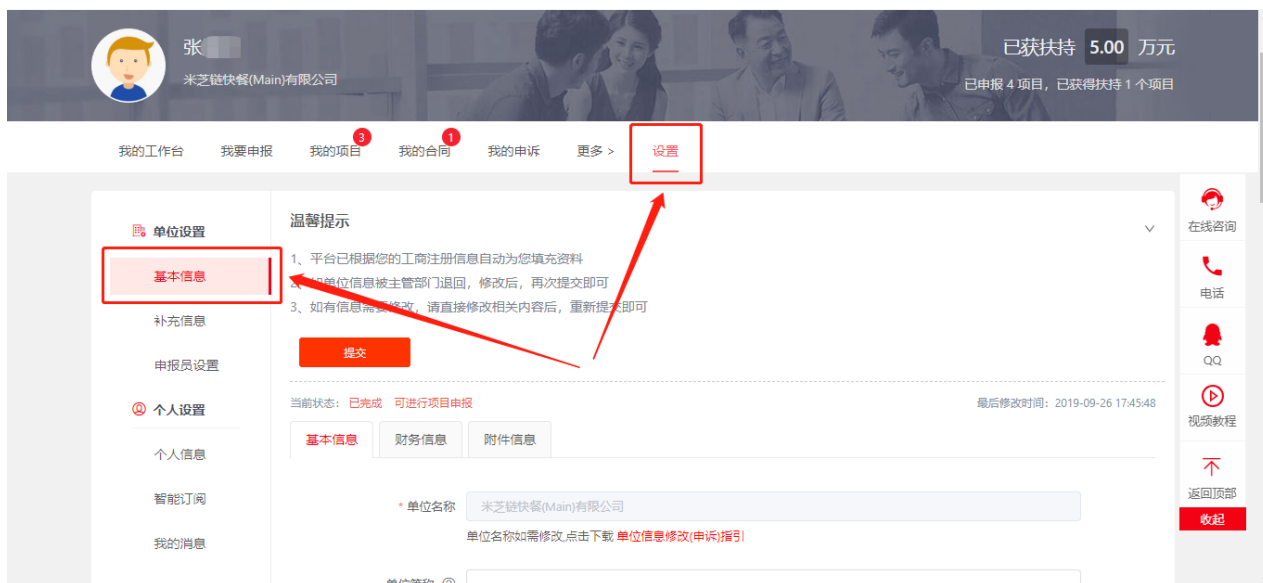 张
米芝链快餐(Main)有限公司
已获扶持 5.00 万元
已申报 4 项目，已获得扶持 1 个项目
我的工作台 我要申报 我的项目 3 我的合同 1 我的申诉 更多 > 设置
单位设置
基本信息
补充信息
申报员设置
个人设置
个人信息
智能订阅
我的消息
温馨提示
1、平台已根据您的工商注册信息自动为您填充资料
2、如单位信息被主管部门退回，修改后，再次提交即可
3、如有信息需要修改，请直接修改相关内容后，重新提交即可
提交
当前状态： 已完成 可进行项目申报
最后修改时间：2019-09-26 17:45:48
基本信息 财务信息 附件信息
* 单位名称 米芝链快餐(Main)有限公司
单位名称如需修改,点击下载 单位信息修改(申诉)指引
单位简称
在线咨询
电话
QQ
视频教程
返回顶部
收起